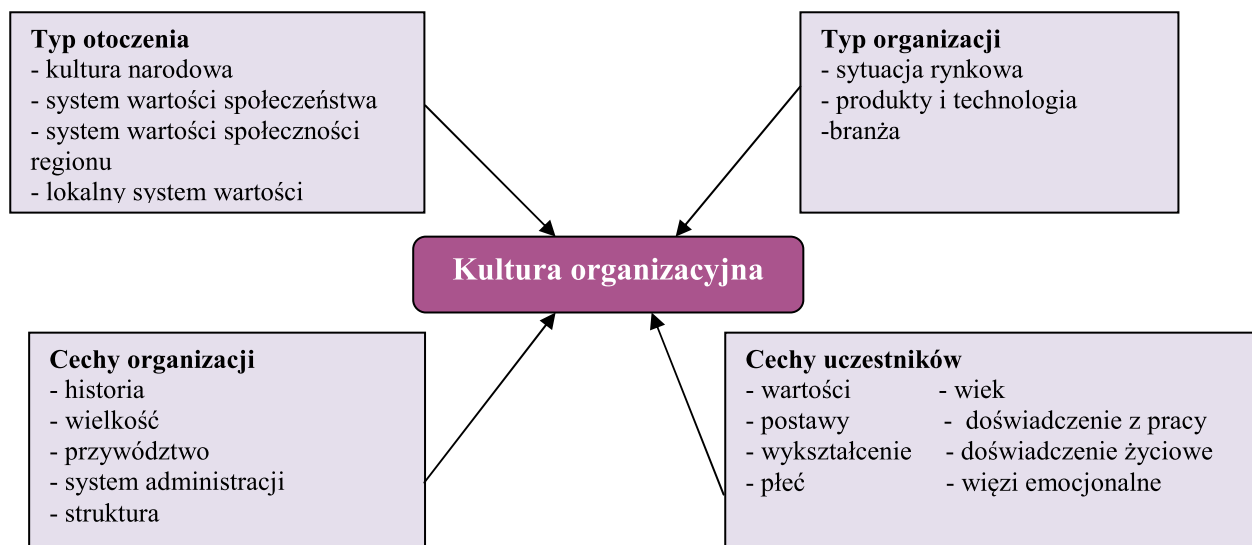 Typ otoczenia
- kultura narodowa
- system wartości społeczeństwa
- system wartości społeczności
regionu
- lokalny system wartości
Typ organizacji
- sytuacja rynkowa
- produkty i technologia
-branża
Kultura organizacyjna
Cechy organizacji
- historia
- wielkość
- przywództwo
- system administracji
- struktura
Cechy uczestników
- wartości - wiek
- postawy - doświadczenie z pracy
- wykształcenie - doświadczenie życiowe
- płeć - więzi emocjonalne